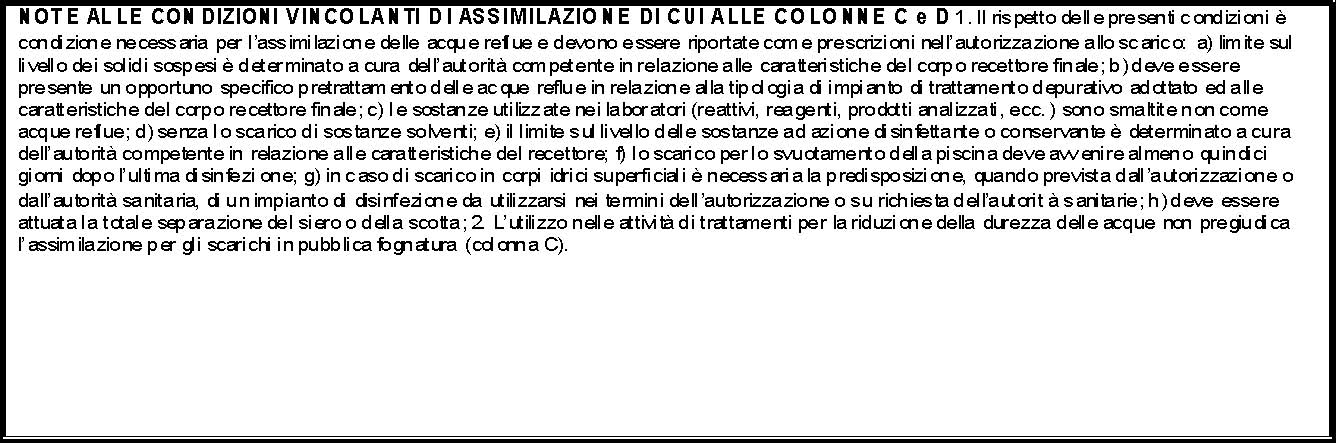 NOTE ALLE CONDIZIONI VINCOLANTI DI ASSIMILAZIONE DI CUI ALLE COLONNE C e D 1. Il rispetto delle presenti condizioni è
condizione necessaria per l'assimilazione delle acque reflue e devono essere riportate come prescrizioni nell'autorizzazione allo scarico: a) limite sul
livello dei solidi sospesi è determinato a cura dell'autorità competente in relazione alle caratteristiche del corpo recettore finale; b) deve essere
presente un opportuno specifico pretrattamento delle acque reflue in relazione alla tipologia di impianto di trattamento depurativo adottato ed alle
caratteristiche del corpo recettore finale; c) le sostanze utilizzate nei laboratori (reattivi, reagenti, prodotti analizzati, ecc. ) sono smaltite non come
acque reflue; d) senza lo scarico di sostanze solventi; e) il limite sul livello delle sostanze ad azione disinfettante o conservante è determinato a cura
dell'autorità competente in relazione alle caratteristiche del recettore; f) lo scarico per lo svuotamento della piscina deve avvenire almeno quindici
giorni dopo l'ultima disinfezione; g) in caso di scarico in corpi idrici superficiali è necessaria la predisposizione, quando prevista dall'autorizzazione o
dall'autorità sanitaria, di un impianto di disinfezione da utilizzarsi nei termini dell'autorizzazione o su richiesta dell'autorit à sanitarie; h) deve essere
attuata la totale separazione del siero o della scotta; 2. L'utilizzo nelle attività di trattamenti per la riduzione della durezza delle acque non pregiudica
l'assimilazione per gli scarichi in pubblica fognatura (colonna C).